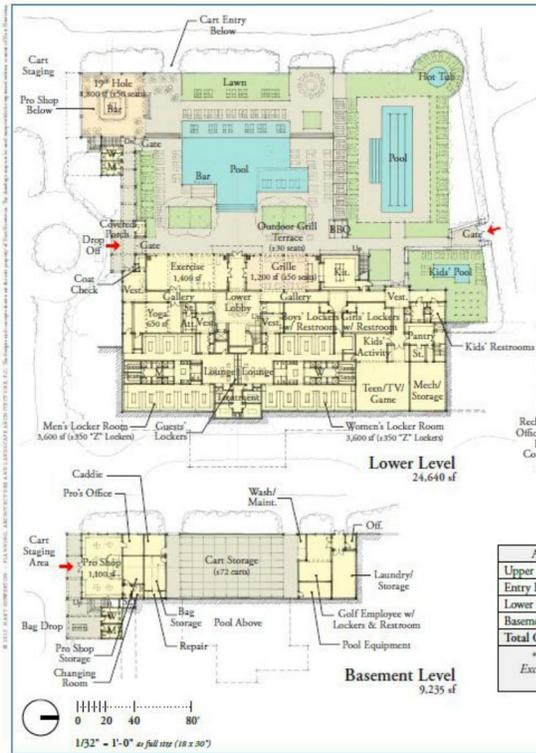 Cart Entry
Below
Cart
Staging
19th Hole
1,800 sf (±50 seats)
Bar
Pro Shop
Below
Lawn
Hot Tub
Gate
Bar
Pool
Pool
Covered
Porch
Outdoor Grill
Terrace
(±30 seats)
BBQ
Gate
Drop
Off
Gate
Coat
Check
Exercise
1,400 sf
Grille
1,200 sf (±50 seats)
Kit.
Kids' Pool
Vest.
Gallery
Lower
Lobby
Gallery
Vest.
Yoga
650 sf
St.
Att.
Vest.
Vest.
Boys' Lockers
w/ Restroom
Girls' Lockers
w/ Restroom
Pantry
St.
Kids' Restrooms
Kids'
Activity
Lounge
Lounge
Treatment
Teen/TV/
Game
Mech/
Storage
Men's Locker Room
3,600 sf (±350 "Z" Lockers)
Guests'
Lockers
Women's Locker Room
3,600 sf (±350 "Z" Lockers)
Lower Level
24,640 sf
Caddie
Pro's Office
Wash/
Maint.
Off.
Cart
Staging
Area
Pro Shop
1,100 sf
Cart Storage
(±72 carts)
Laundry/
Storage
Bag Drop
Bag
Storage
Pool Above
Golf Employee w/
Lockers & Restroom
Pro Shop
Storage
Repair
Pool Equipment
Changing
Room
Basement Level
9,235 sf
0 10 20 40 80'
1/32" = 1'-0" as full size (18 x 30")
Upper
Entry
Lower
Basem
Total